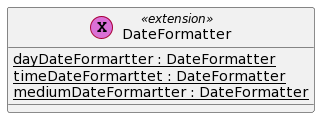 «extension»
X DateFormatter
dayDateFormartter : DateFormatter
timeDateFormarttet : DateFormatter
mediumDateFormartter : DateFormatter